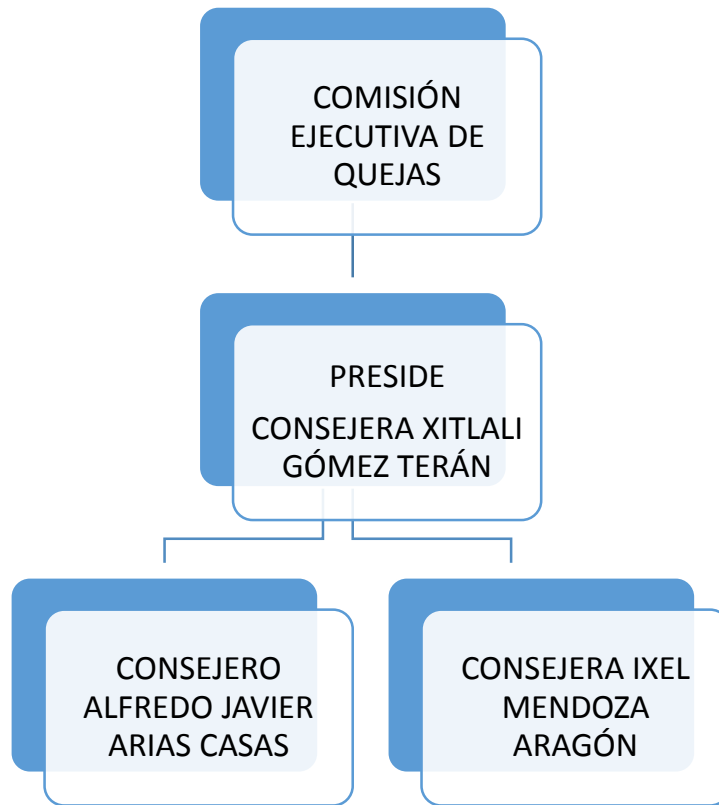 COMISIÓN
EJECUTIVA DE
QUEJAS
PRESIDE
CONSEJERA XITLALI
GÓMEZ TERÁN
CONSEJERO
ALFREDO JAVIER
ARIAS CASAS
CONSEJERA IXEL
MENDOZA
ARAGÓN